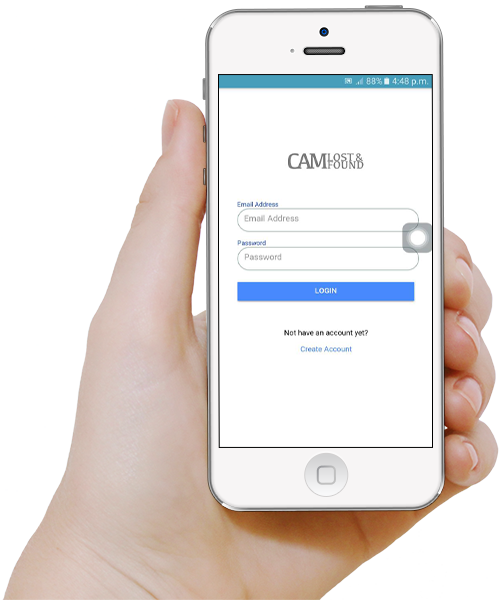 88% 4:48 p.m.
CAM LOST &
FOUND
Email Address
Email Address
Password
Password
LOGIN
Not have an account yet?
Create Account